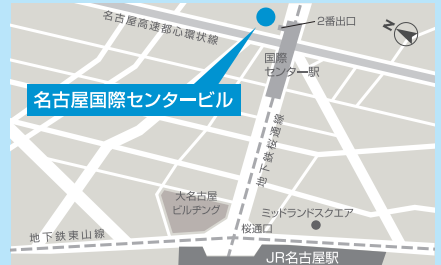 名古屋高速都心環状線
2番出口
N
国際
センター駅
名古屋国際センタービル
地下鉄桜通線
大名古屋
ビルヂング
ミッドランドスクエア
地下鉄東山線
桜通口
JR名古屋駅